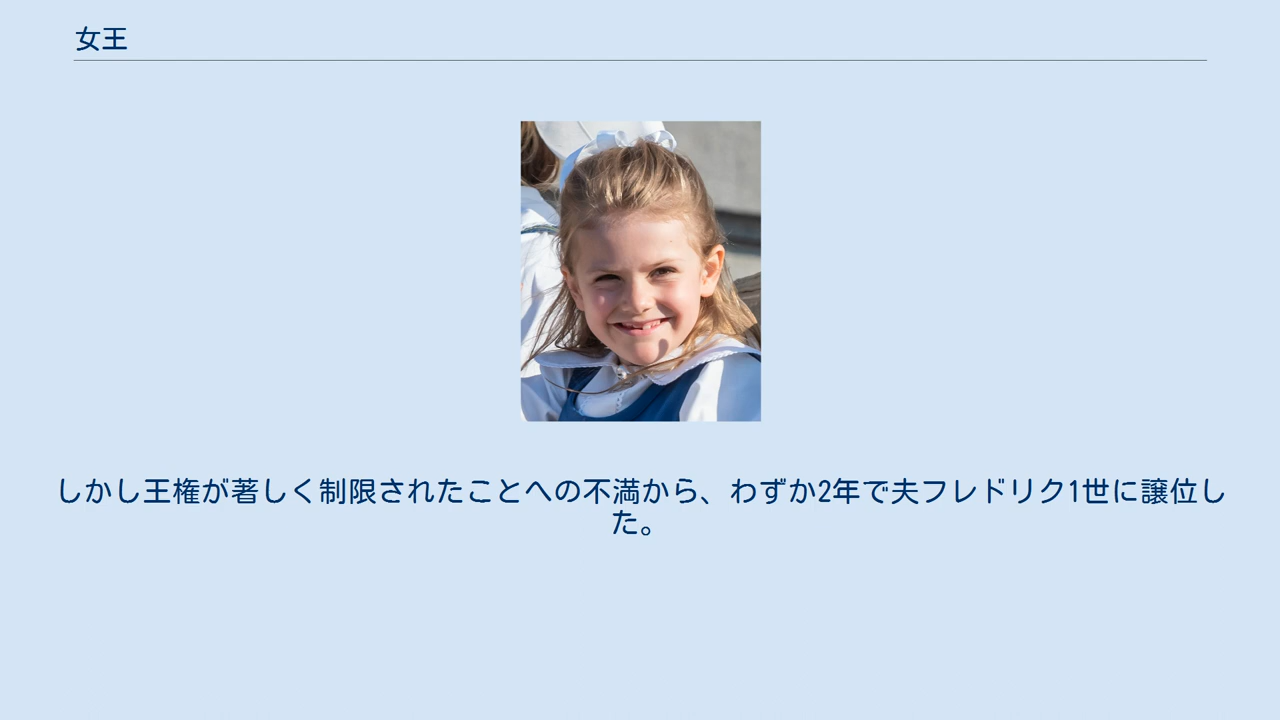 女王
しかし王権が著しく制限されたことへの不満から、わずか2年で夫フレドリク1世に譲位し
た。